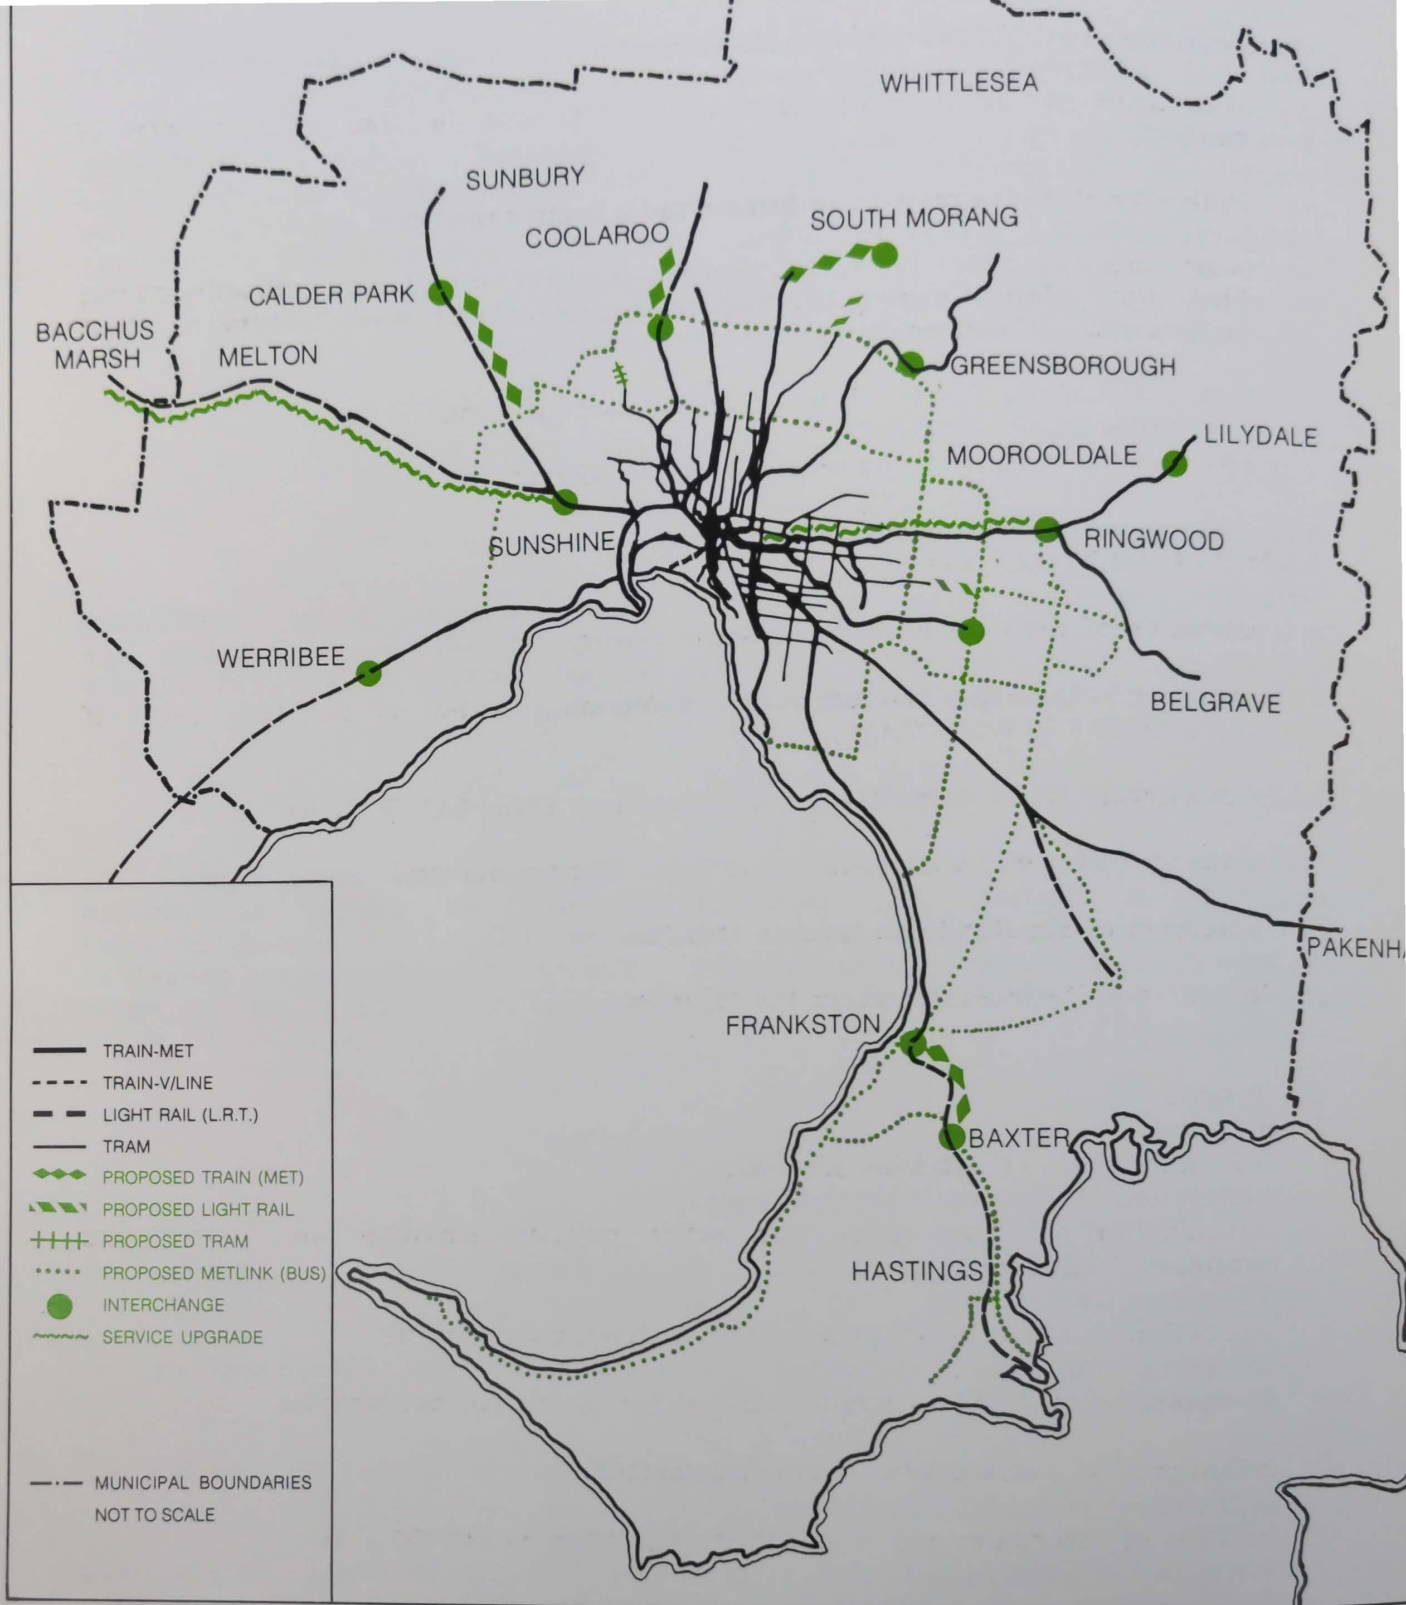 WHITTLESEA
SUNBURY
SOUTH MORANG
COOLAROO
CALDER PARK
BACCHUS
MARSH
MELTON
GREENSBOROUGH
LILYDALE
MOOROOLDALE
SUNSHINE
RINGWOOD
WERRIBEE
BELGRAVE
PAKENHA
FRANKSTON
BAXTER
HASTINGS
TRAIN-MET
TRAIN-V/LINE
LIGHT RAIL (L.R.T.)
TRAM
PROPOSED TRAIN (MET)
PROPOSED LIGHT RAIL
PROPOSED TRAM
PROPOSED METLINK (BUS)
INTERCHANGE
SERVICE UPGRADE
MUNICIPAL BOUNDARIES
NOT TO SCALE